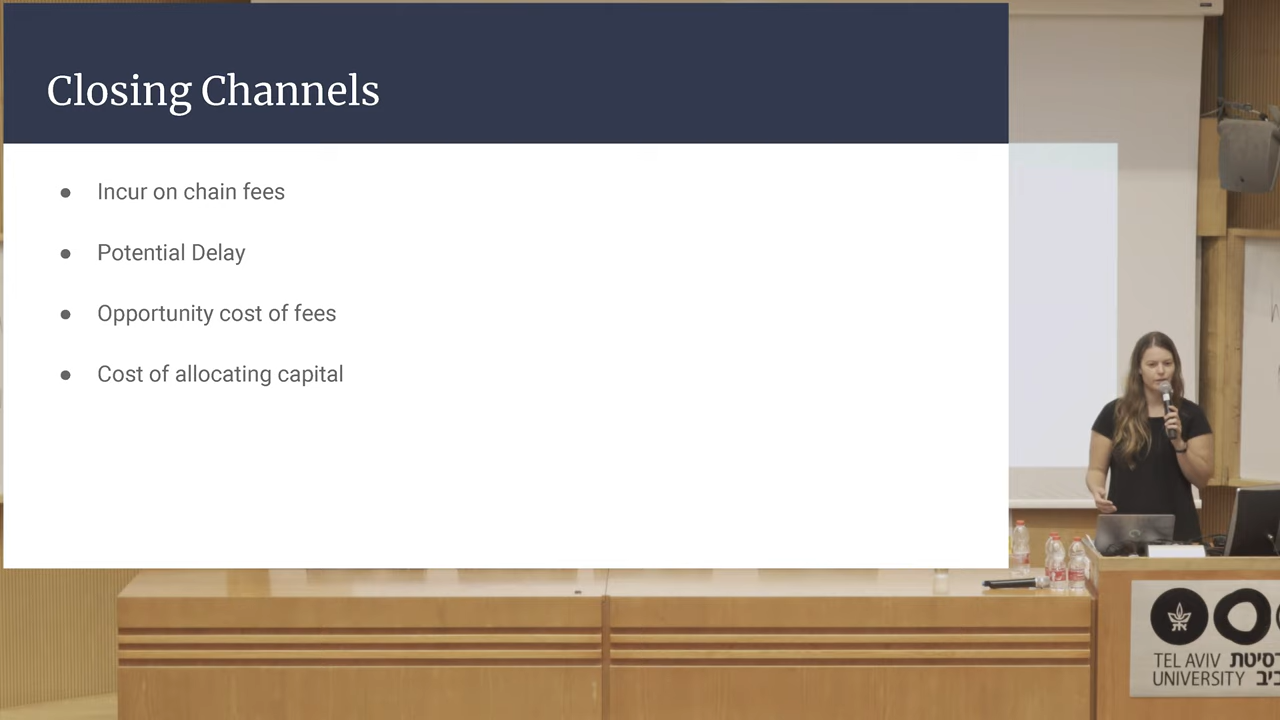 Closing Channels
● Incur on chain fees
● Potential Delay
● Opportunity cost of fees
● Cost of allocating capital
TEL AVIV
UNIVERSITY